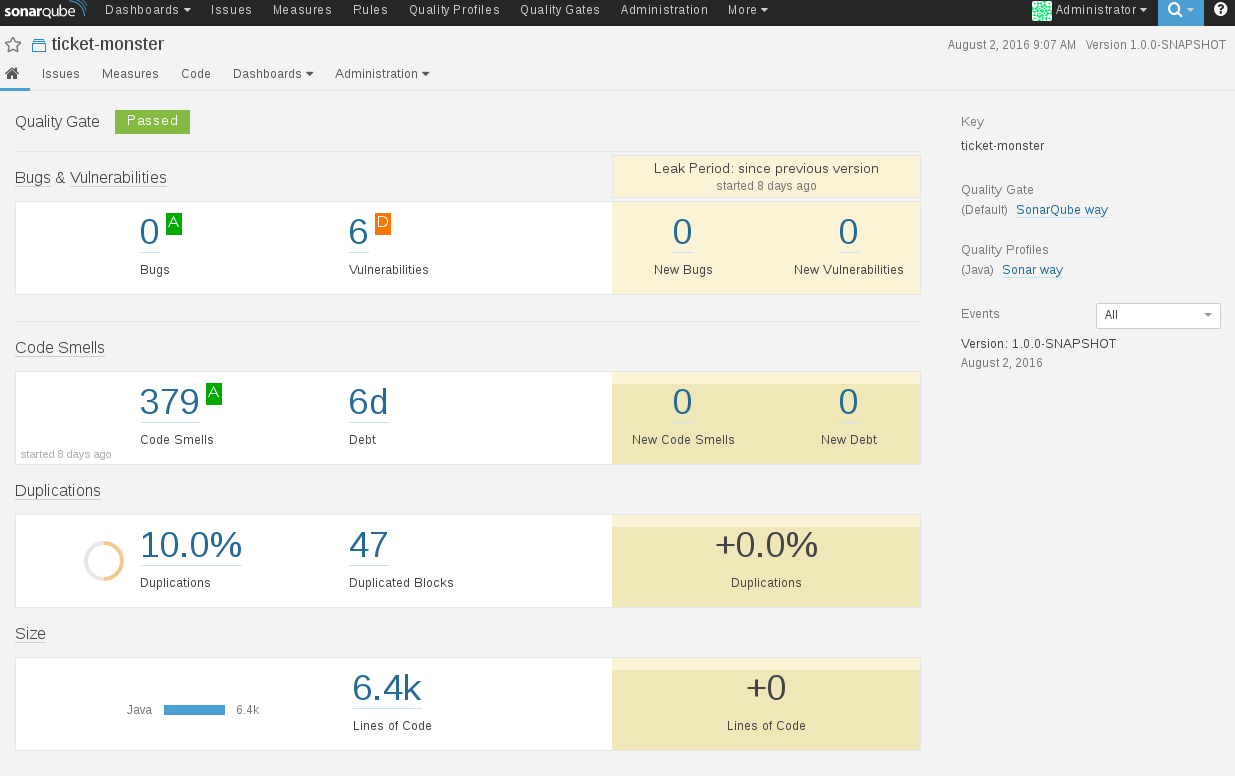 sonarqube Dashboards Issues Measures Rules Quality Profiles Quality Gates Administration More Administrator
ticket-monster
August 2, 2016 9:07 AM Version 1.0.0-SNAPSHOT
Issues Measures Code Dashboards Administration
Quality Gate Passed
Bugs & Vulnerabilities
Leak Period: since previous version
started 8 days ago
0 A 6 D 0 0
Bugs Vulnerabilities New Bugs New Vulnerabilities
Code Smells
379 A 6d 0 0
Code Smells Debt New Code Smells New Debt
started 8 days ago
Duplications
10.0% 47 +0.0%
Duplications Duplicated Blocks Duplications
Size
6.4k +0
Java 6.4k
Lines of Code Lines of Code
Key
ticket-monster
Quality Gate
(Default) SonarQube way
Quality Profiles
(Java) Sonar way
Events All
Version: 1.0.0-SNAPSHOT
August 2, 2016